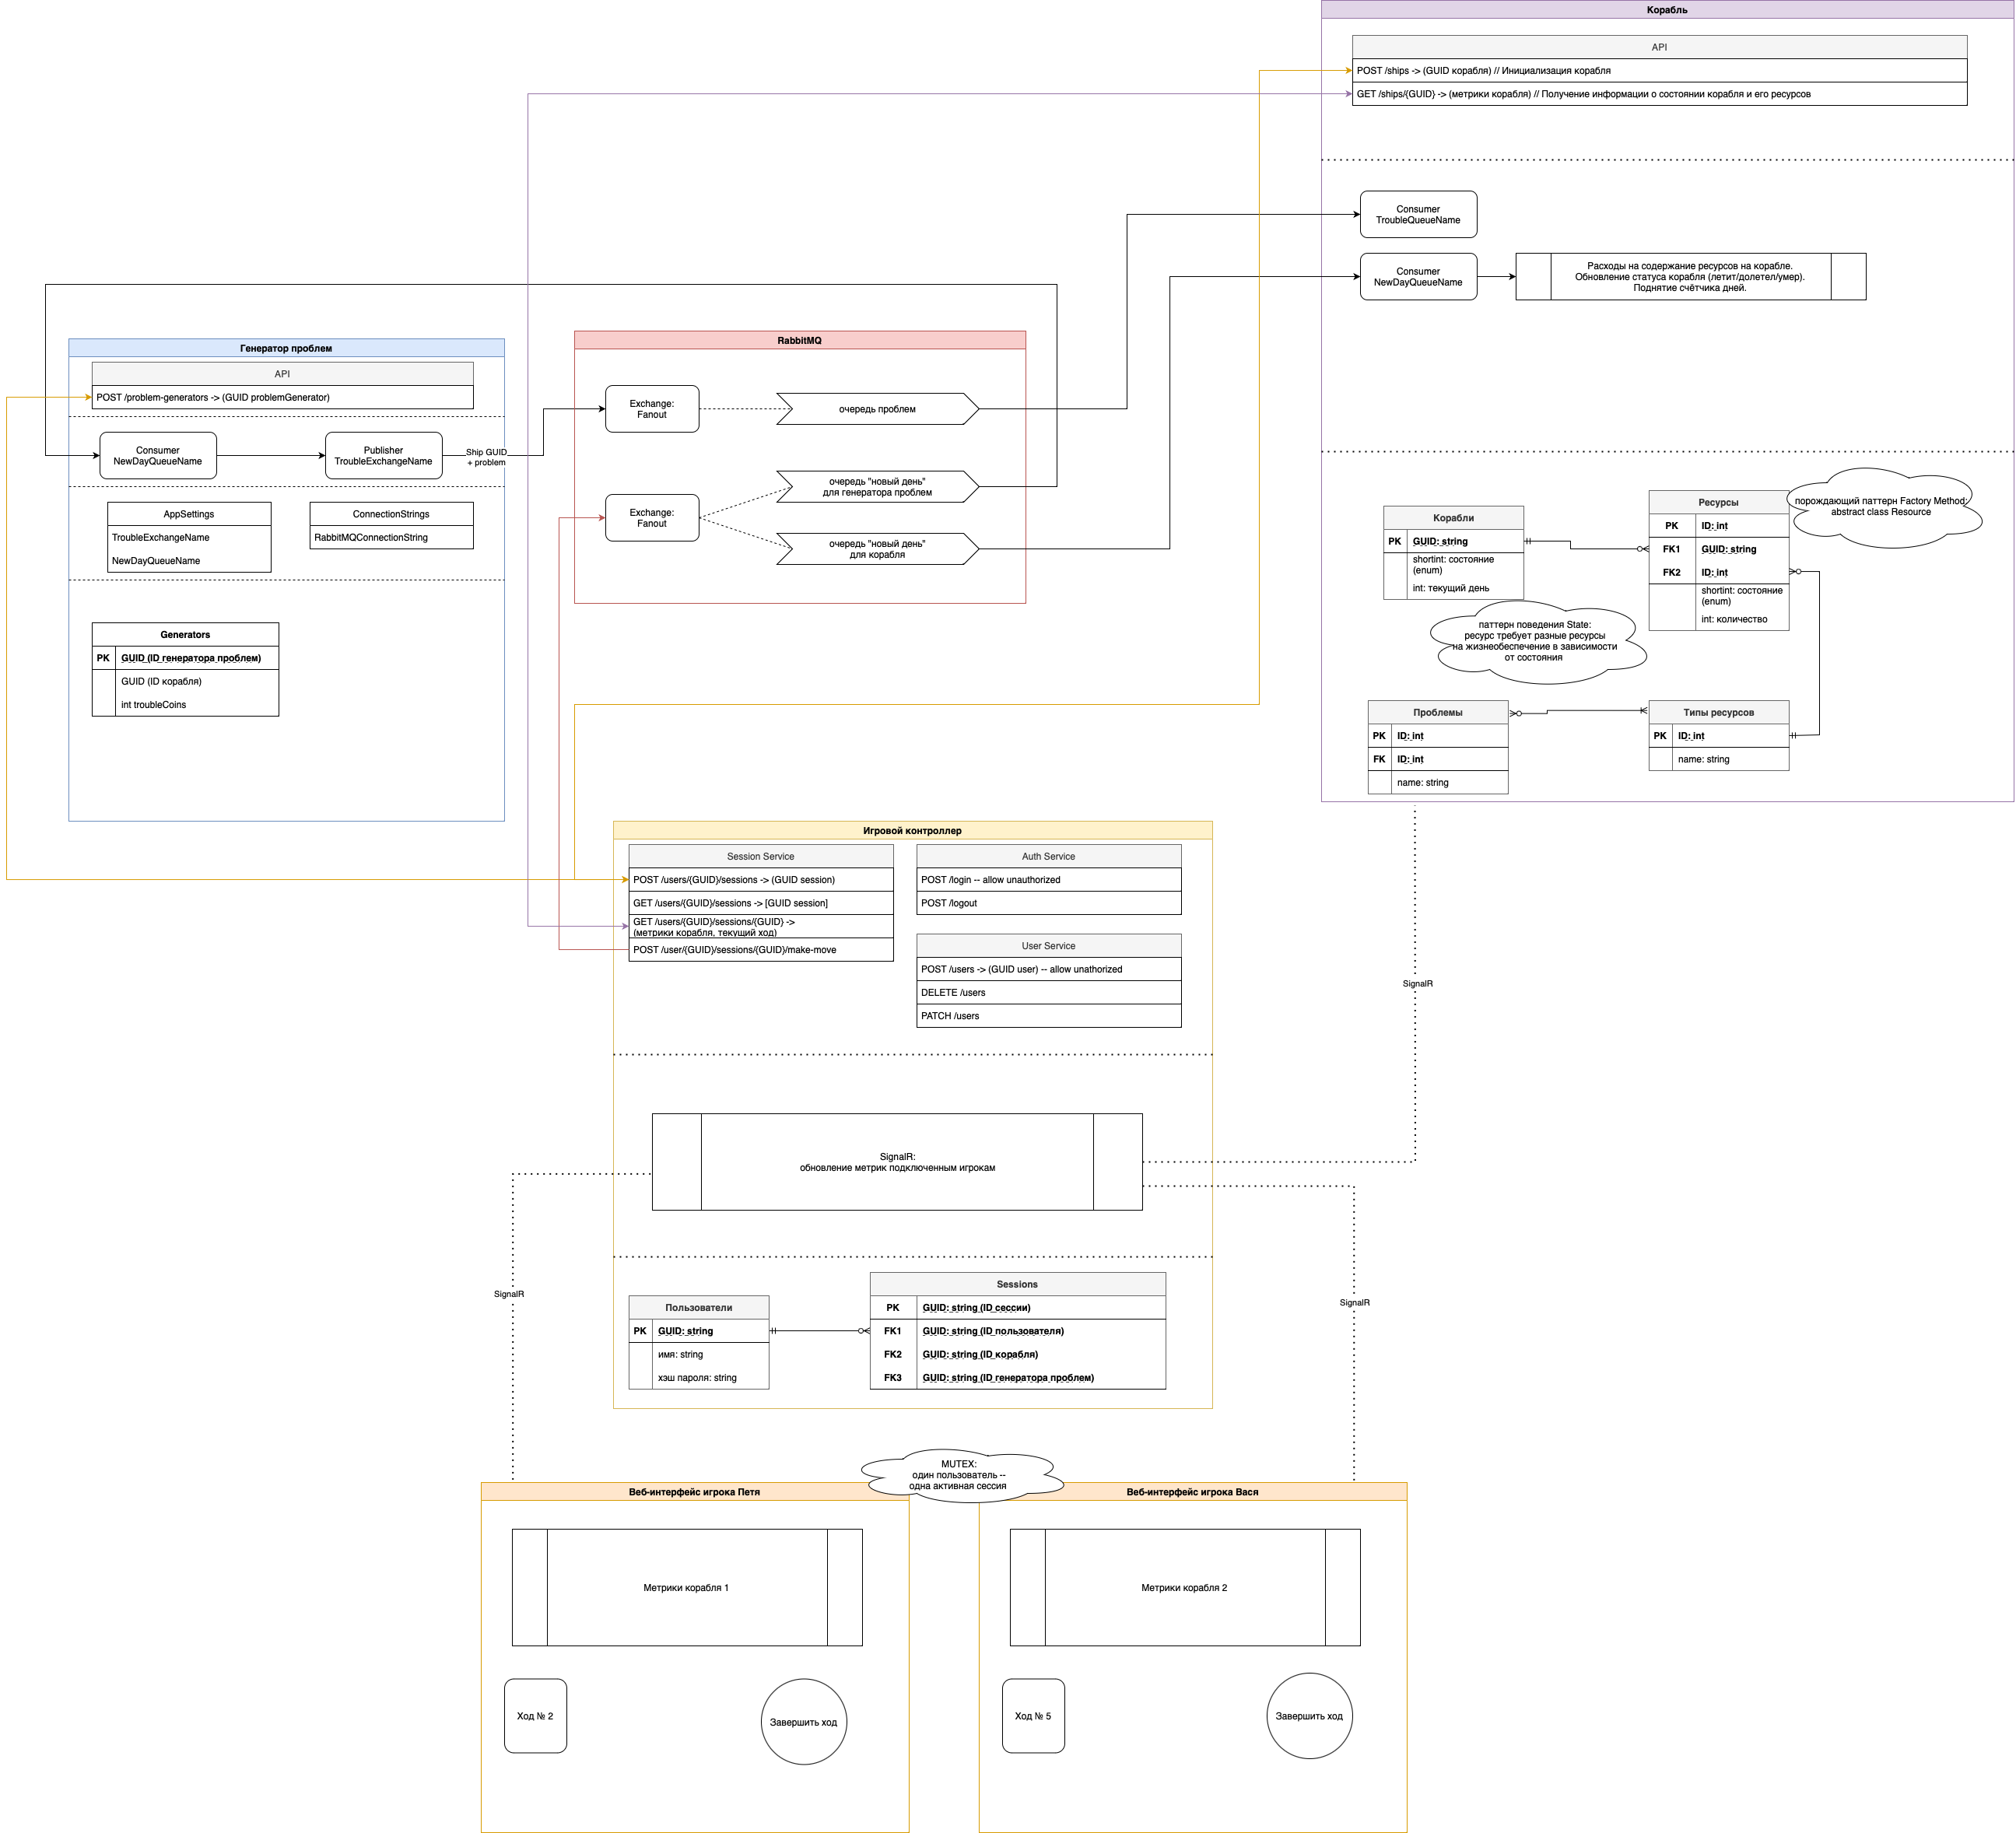 Корабль
API
POST /ships -> (GUID корабля) // Инициализация корабля
GET /ships/{GUID} -> (метрики корабля) // Получение информации о состоянии корабля и его ресурсов
Consumer
TroubleQueueName
Consumer
NewDayQueueName
Расходы на содержание ресурсов на корабле.
Обновление статуса корабля (летит/долетел/умер).
Поднятие счётчика дней.
Генератор проблем
API
POST /problem-generators -> (GUID problemGenerator)
Consumer
NewDayQueueName
Publisher
TroubleExchangeName
Ship GUID
+ problem
AppSettings
TroubleExchangeName
NewDayQueueName
ConnectionStrings
RabbitMQConnectionString
Generators
PK GUID (ID генератора проблем)
GUID (ID корабля)
int troubleCoins
RabbitMQ
Exchange:
Fanout
очередь проблем
Exchange:
Fanout
очередь "новый день"
для генератора проблем
очередь "новый день"
для корабля
Корабли
PK GUID: string
shortint: состояние
(enum)
int: текущий день
Ресурсы
PK ID: int
FK1 GUID: string
FK2 ID: int
shortint: состояние
(enum)
int: количество
порождающий паттерн Factory Method:
abstract class Resource
паттерн поведения State:
ресурс требует разные ресурсы
на жизнеобеспечение в зависимости
от состояния
Проблемы
PK ID: int
FK ID: int
name: string
Типы ресурсов
PK ID: int
name: string
Игровой контроллер
Session Service
POST /users/{GUID}/sessions -> (GUID session)
GET /users/{GUID}/sessions -> [GUID session]
GET /users/{GUID}/sessions/{GUID} ->
(метрики корабля, текущий ход)
POST /user/{GUID}/sessions/{GUID}/make-move
Auth Service
POST /login -- allow unauthorized
POST /logout
User Service
POST /users -> (GUID user) -- allow unathorized
DELETE /users
PATCH /users
SignalR
SignalR:
обновление метрик подключенным игрокам
SignalR
SignalR
Пользователи
PK GUID: string
имя: string
хэш пароля: string
Sessions
PK GUID: string (ID сессии)
FK1 GUID: string (ID пользователя)
FK2 GUID: string (ID корабля)
FK3 GUID: string (ID генератора проблем)
MUTEX:
один пользователь --
одна активная сессия
Веб-интерфейс игрока Петя
Метрики корабля 1
Ход № 2
Завершить ход
Веб-интерфейс игрока Вася
Метрики корабля 2
Ход № 5
Завершить ход